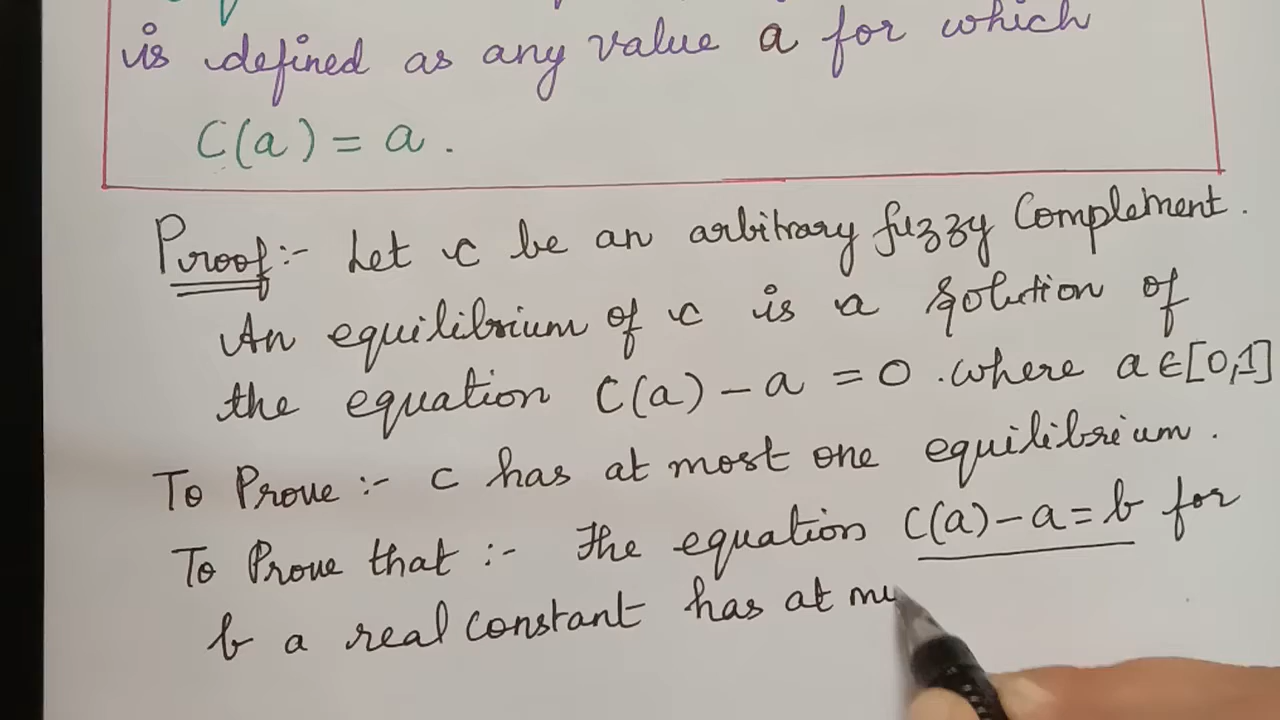 is defined as any value a for which
C(a) = a .
Proof :- Let c be an arbitrary fuzzy Complement .
An equilibrium of c is a solution of
the equation C(a) - a = 0 . where a ∈ [0,1]
To Prove :- c has at most one equilibrium .
To Prove that :- The equation C(a) - a = b for
b a real constant has at m